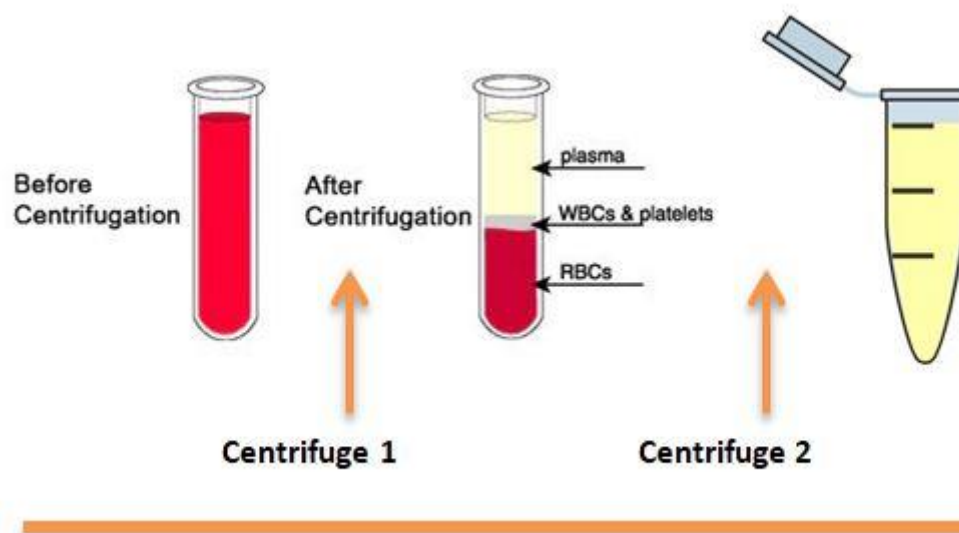 Before
Centrifugation
After
Centrifugation
plasma
WBCs & platelets
RBCs
Centrifuge 1
Centrifuge 2